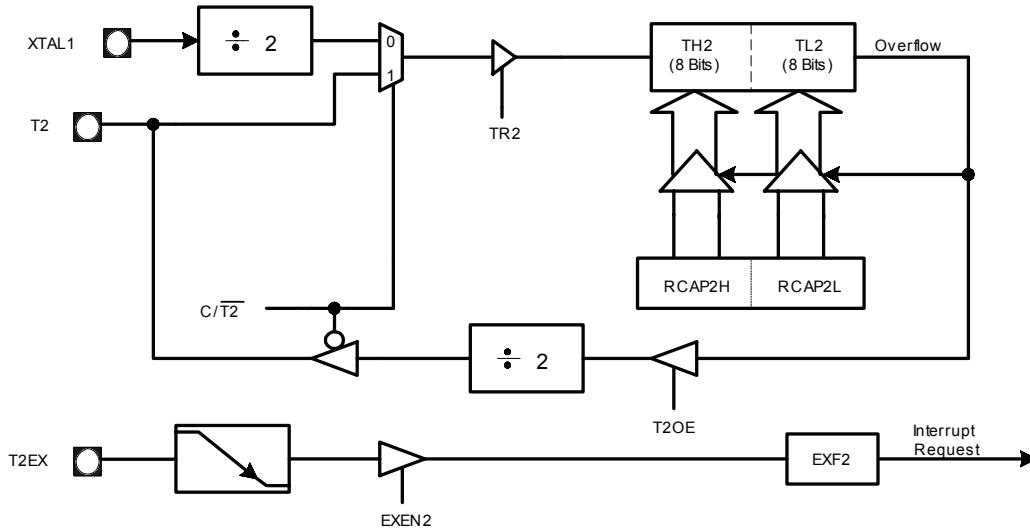 XTAL1
÷ 2
0
1
T2
TR2
TH2
(8 Bits)
TL2
(8 Bits)
Overflow
RCAP2H
RCAP2L
C/T2̅
÷ 2
T2OE
T2EX
EXEN2
EXF2
Interrupt
Request